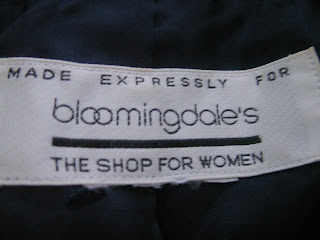 MADE EXPRESSLY FOR
bloomingdale's
THE SHOP FOR WOMEN